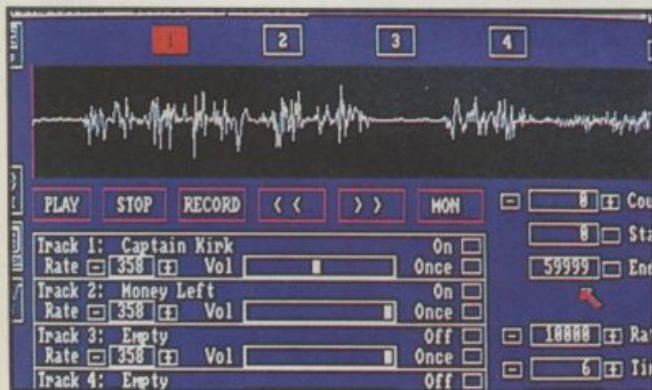 1 2 3 4
PLAY STOP RECORD < < > > MON
- 0 + Cou
0 Sta
59999 End
- 10000 + Rat
- 6 + Tim
Track 1: Captain Kirk On
Rate - 358 + Vol Once
Track 2: Money Left On
Rate - 358 + Vol Once
Track 3: Empty Off
Rate - 358 + Vol Once
Track 4: Empty Off